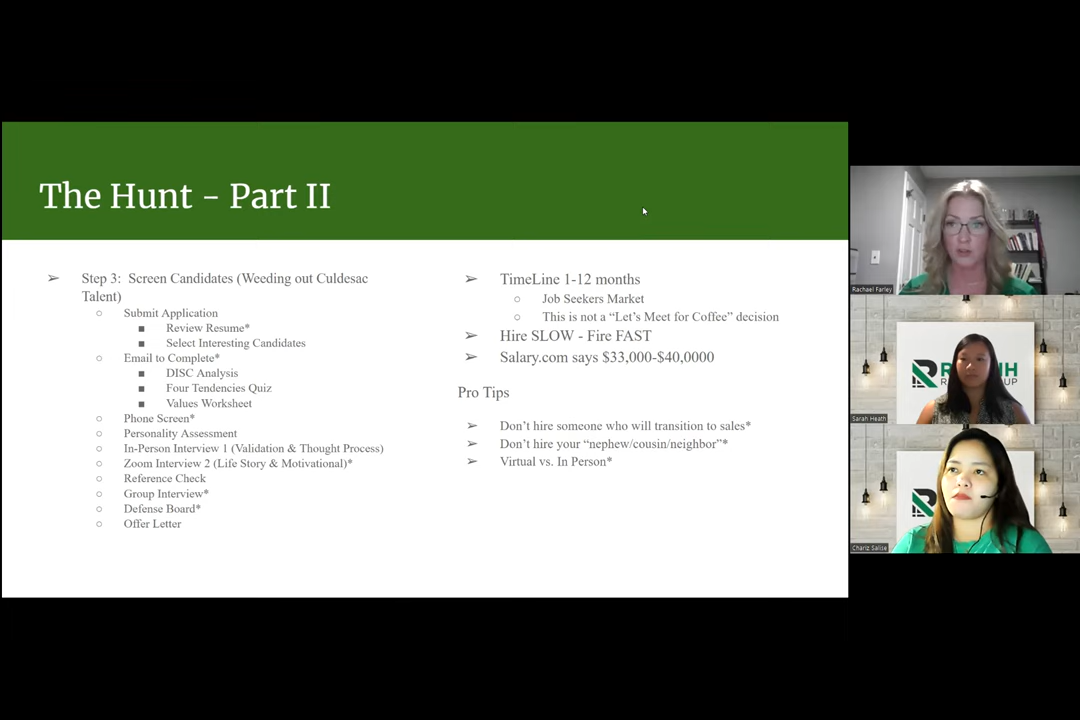 The Hunt - Part II
➢ Step 3: Screen Candidates (Weeding out Culdesac
Talent)
○ Submit Application
■ Review Resume*
■ Select Interesting Candidates
○ Email to Complete*
■ DISC Analysis
■ Four Tendencies Quiz
■ Values Worksheet
○ Phone Screen*
○ Personality Assessment
○ In-Person Interview 1 (Validation & Thought Process)
○ Zoom Interview 2 (Life Story & Motivational)*
○ Reference Check
○ Group Interview*
○ Defense Board*
○ Offer Letter
➢ TimeLine 1-12 months
○ Job Seekers Market
○ This is not a “Let’s Meet for Coffee” decision
➢ Hire SLOW - Fire FAST
➢ Salary.com says $33,000-$40,0000
Pro Tips
➢ Don’t hire someone who will transition to sales*
➢ Don’t hire your “nephew/cousin/neighbor”*
➢ Virtual vs. In Person*
Rachael Farley
Sarah Heath
Chariz Salise